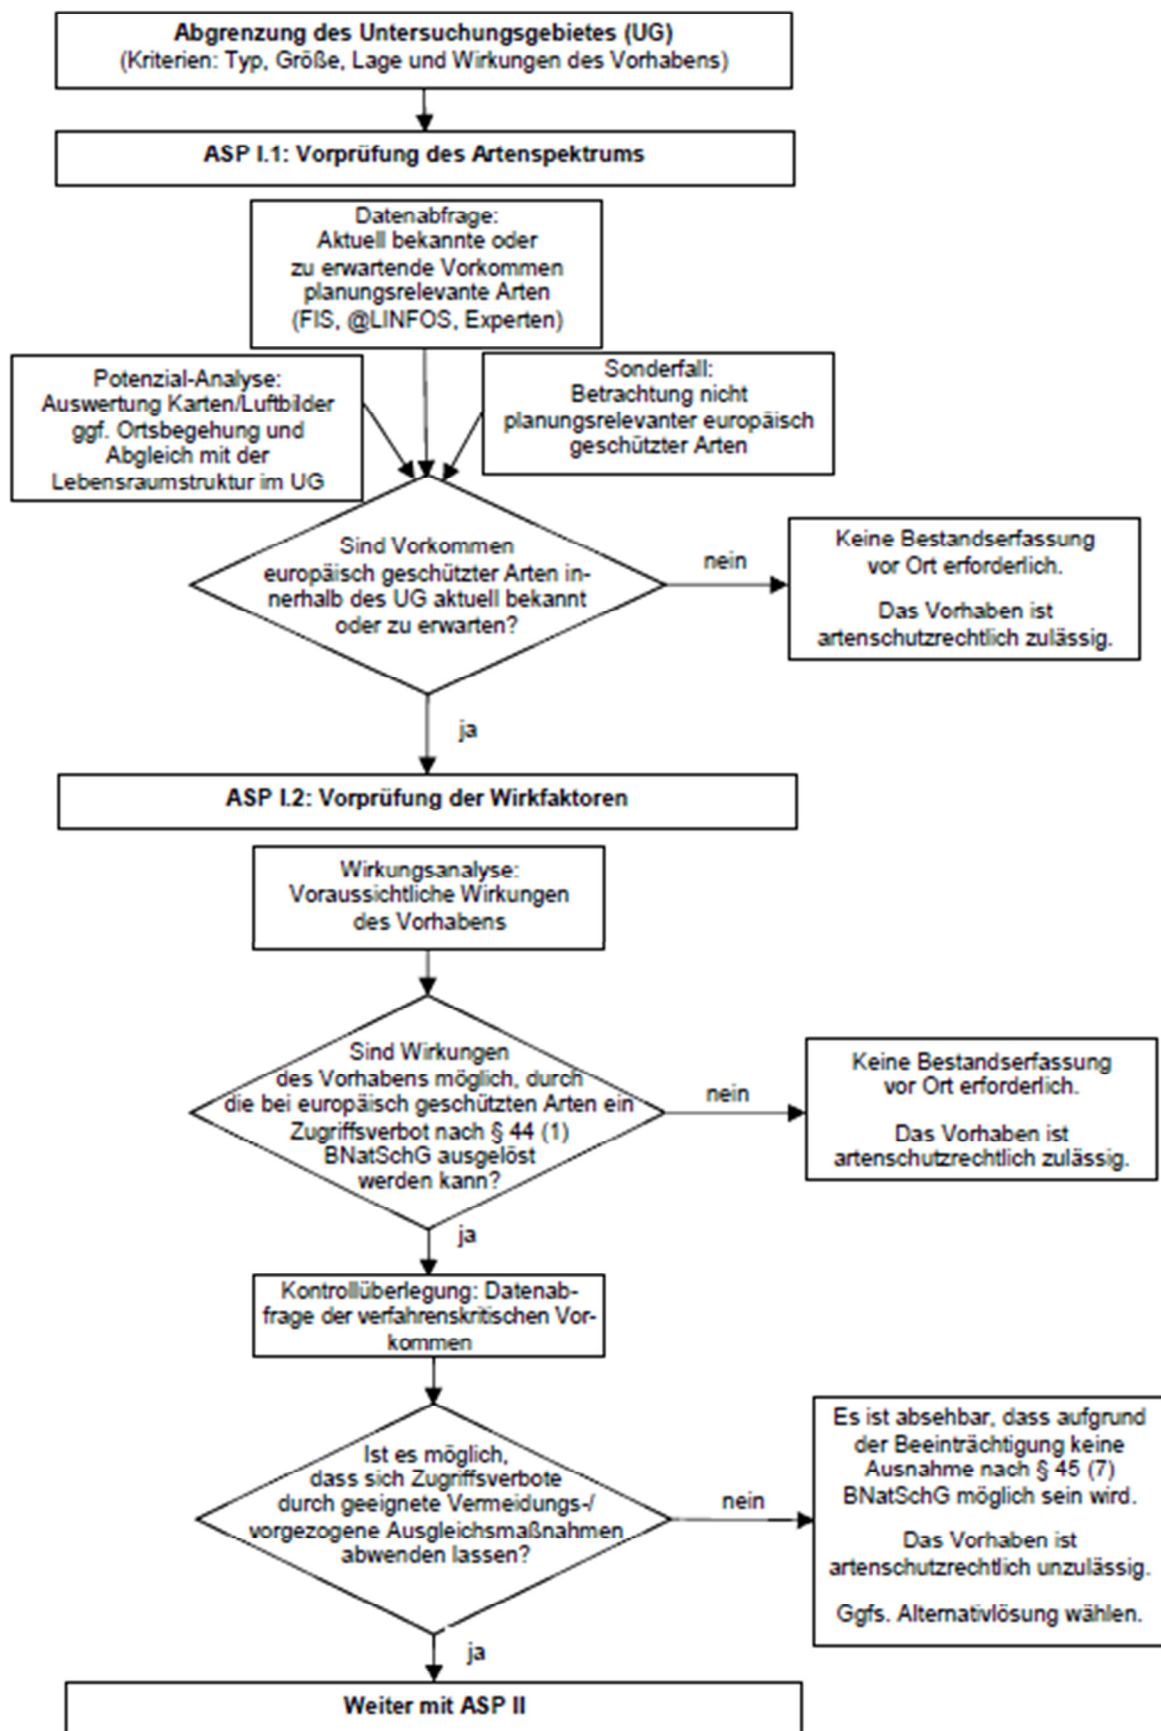 Abgrenzung des Untersuchungsgebietes (UG)
(Kriterien: Typ, Größe, Lage und Wirkungen des Vorhabens)
ASP I.1: Vorprüfung des Artenspektrums
Datenabfrage:
Aktuell bekannte oder
zu erwartende Vorkommen
planungsrelevante Arten
(FIS, @LINFOS, Experten)
Potenzial-Analyse:
Auswertung Karten/Luftbilder
ggf. Ortsbegehung und
Abgleich mit der
Lebensraumstruktur im UG
Sonderfall:
Betrachtung nicht
planungsrelevanter europäisch
geschützter Arten
Sind Vorkommen
europäisch geschützter Arten in-
nerhalb des UG aktuell bekannt
oder zu erwarten?
nein
Keine Bestandserfassung
vor Ort erforderlich.
Das Vorhaben ist
artenschutzrechtlich zulässig.
ja
ASP I.2: Vorprüfung der Wirkfaktoren
Wirkungsanalyse:
Voraussichtliche Wirkungen
des Vorhabens
Sind Wirkungen
des Vorhabens möglich, durch
die bei europäisch geschützten Arten ein
Zugriffsverbot nach § 44 (1)
BNatSchG ausgelöst
werden kann?
nein
Keine Bestandserfassung
vor Ort erforderlich.
Das Vorhaben ist
artenschutzrechtlich zulässig.
ja
Kontrollüberlegung: Datenab-
frage der verfahrenskritischen Vor-
kommen
Ist es möglich,
dass sich Zugriffsverbote
durch geeignete Vermeidungs-/
vorgezogene Ausgleichsmaßnahmen
abwenden lassen?
nein
Es ist absehbar, dass aufgrund
der Beeinträchtigung keine
Ausnahme nach § 45 (7)
BNatSchG möglich sein wird.
Das Vorhaben ist
artenschutzrechtlich unzulässig.
Ggfs. Alternativlösung wählen.
ja
Weiter mit ASP II